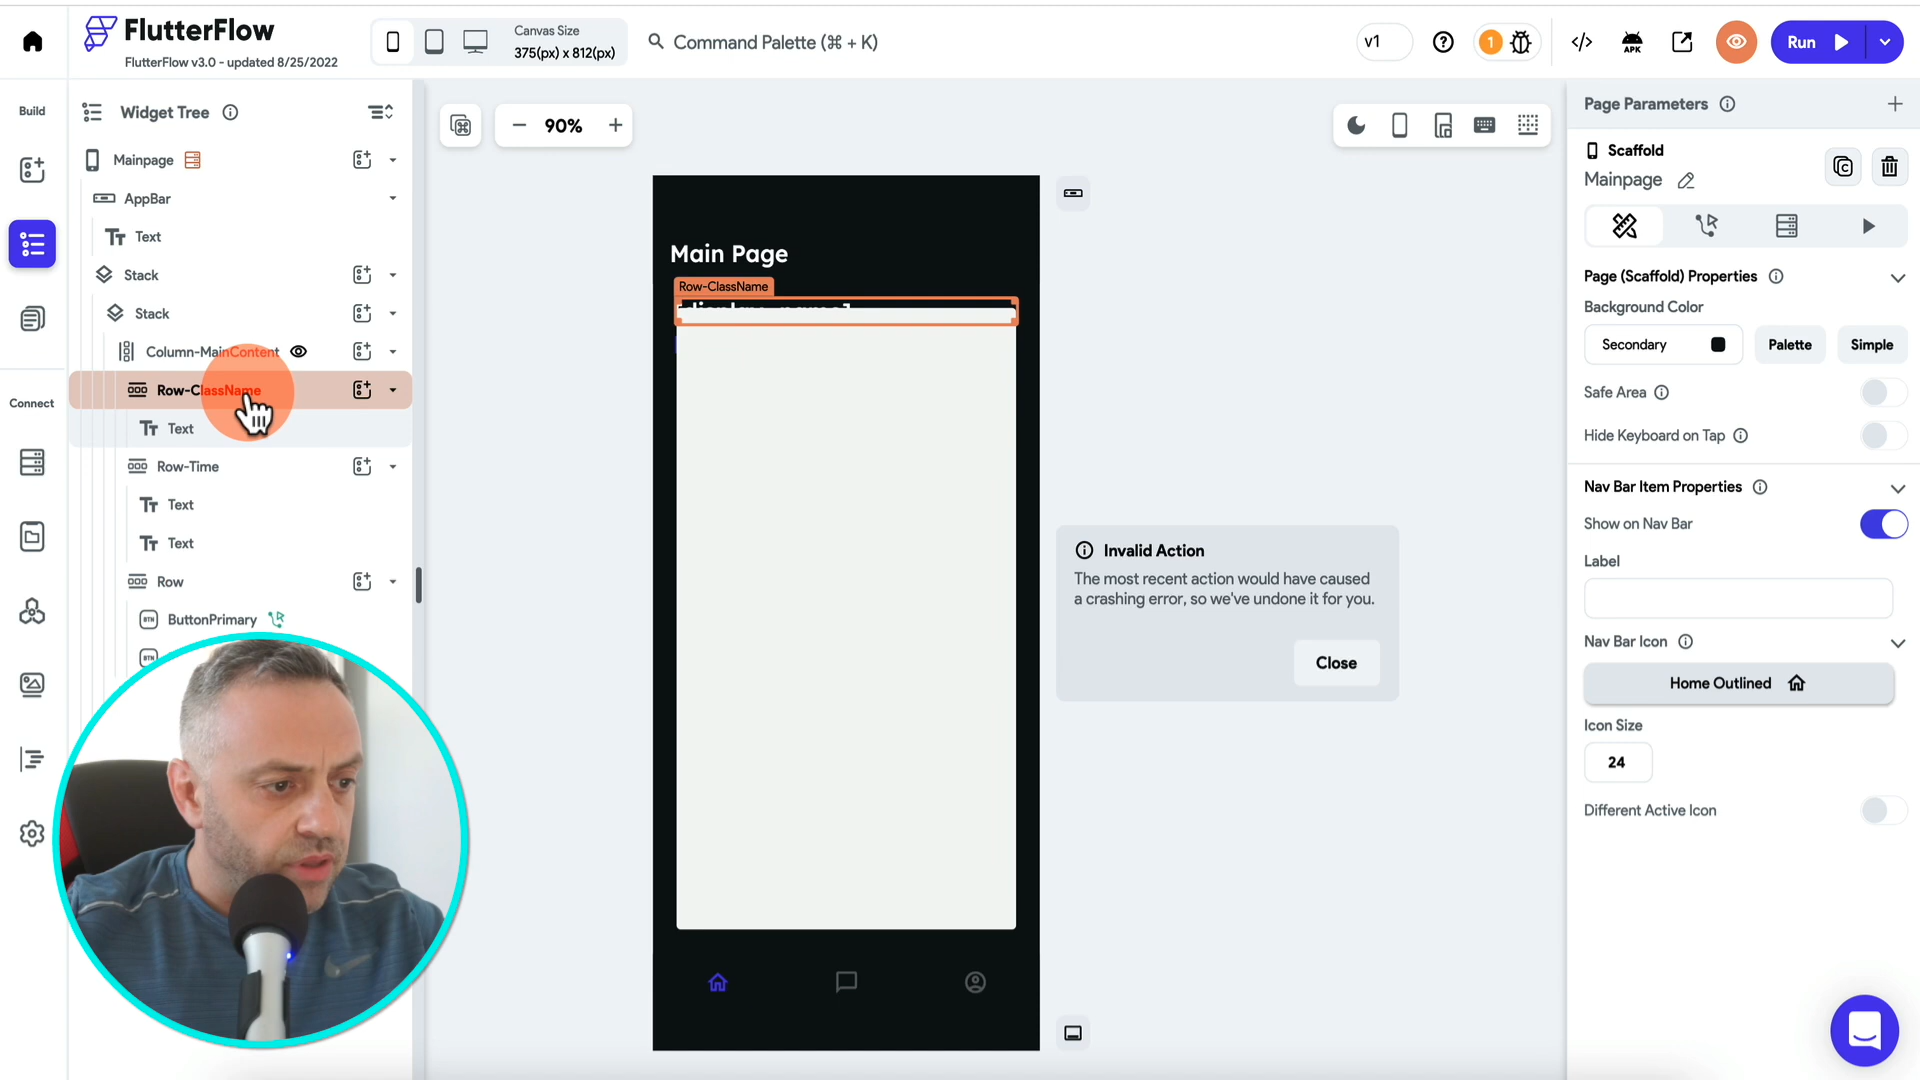 FlutterFlow
FlutterFlow v3.0 - updated 8/25/2022
Canvas Size
375(px) x 812(px)
Command Palette (⌘ + K)
v1
1
APK
Run
Build
Widget Tree
Mainpage
AppBar
Text
Stack
Stack
Column-MainContent
Row-ClassName
Text
Row-Time
Text
Text
Row
BTN
ButtonPrimary
BTN
Connect
90%
Main Page
Row-ClassName
Invalid Action
The most recent action would have caused
a crashing error, so we've undone it for you.
Close
Page Parameters
Scaffold
Mainpage
Page (Scaffold) Properties
Background Color
Secondary
Palette
Simple
Safe Area
Hide Keyboard on Tap
Nav Bar Item Properties
Show on Nav Bar
Label
Nav Bar Icon
Home Outlined
Icon Size
24
Different Active Icon